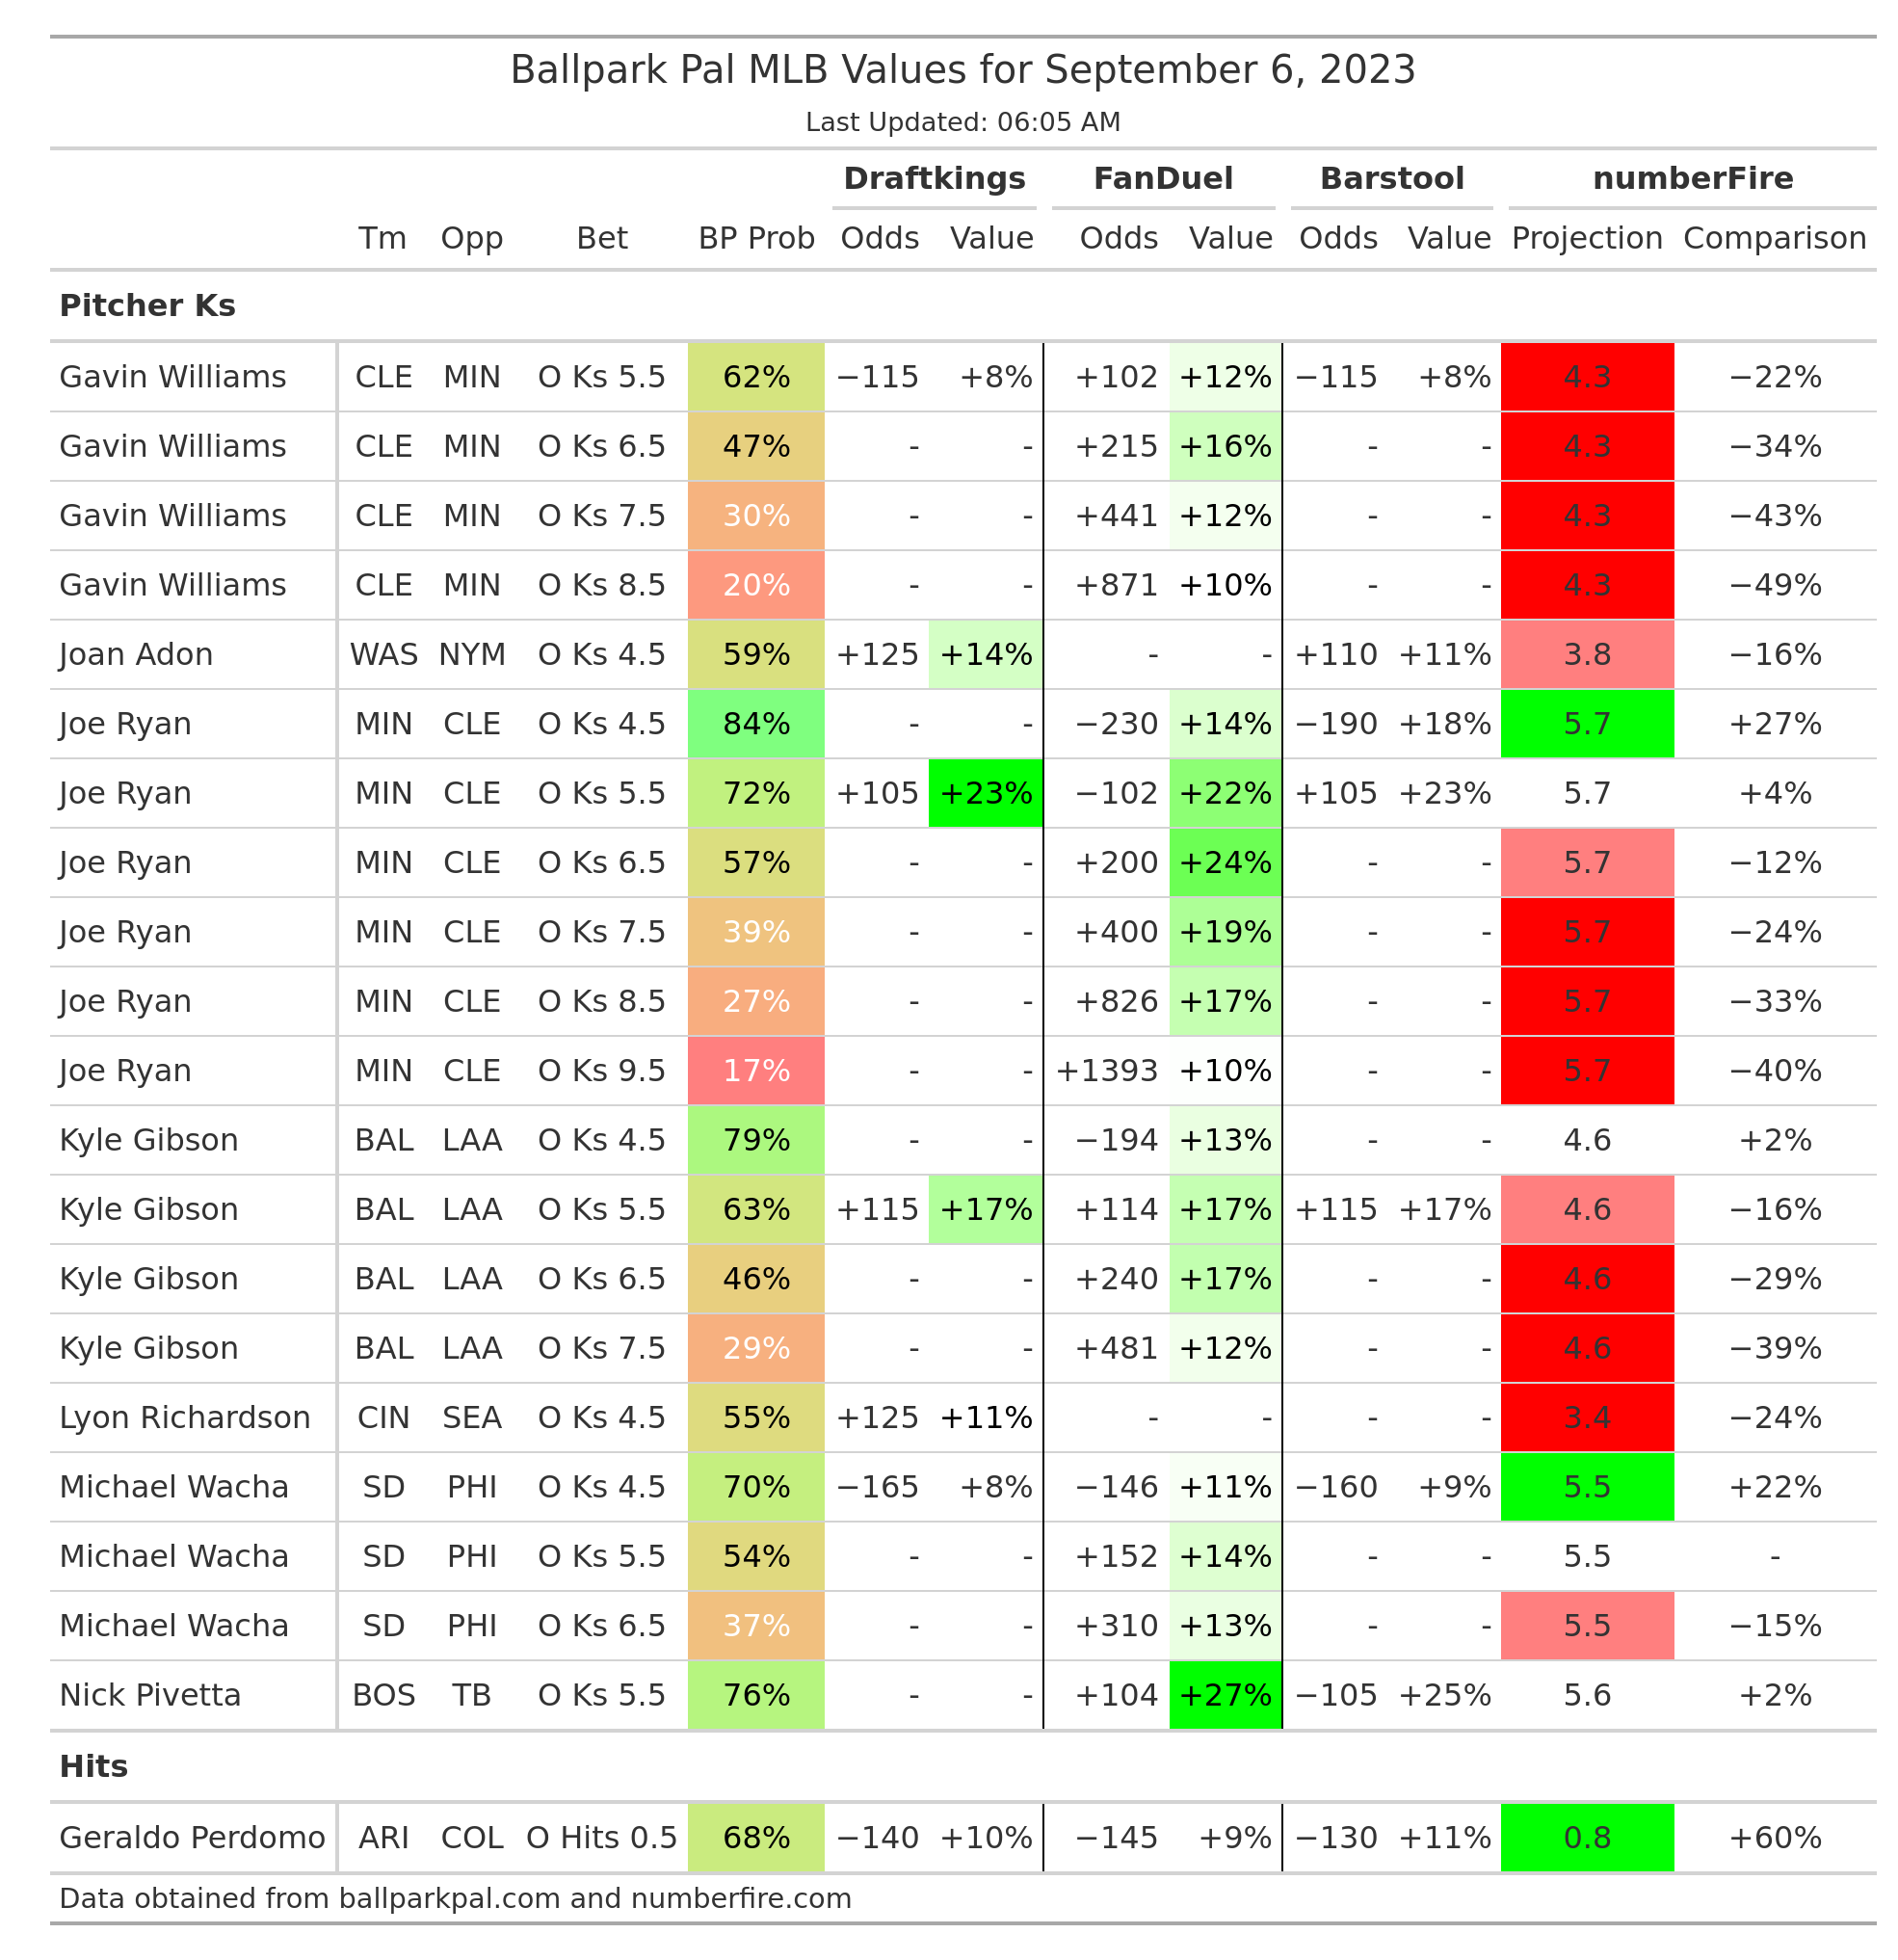 Ballpark Pal MLB Values for September 6, 2023
Last Updated: 06:05 AM
Draftkings FanDuel Barstool numberFire
Tm Opp Bet BP Prob Odds Value Odds Value Odds Value Projection Comparison
Pitcher Ks
Gavin Williams CLE MIN O Ks 5.5 62% −115 +8% +102 +12% −115 +8% 4.3 −22%
Gavin Williams CLE MIN O Ks 6.5 47% - - +215 +16% - - 4.3 −34%
Gavin Williams CLE MIN O Ks 7.5 30% - - +441 +12% - - 4.3 −43%
Gavin Williams CLE MIN O Ks 8.5 20% - - +871 +10% - - 4.3 −49%
Joan Adon WAS NYM O Ks 4.5 59% +125 +14% - - +110 +11% 3.8 −16%
Joe Ryan MIN CLE O Ks 4.5 84% - - −230 +14% −190 +18% 5.7 +27%
Joe Ryan MIN CLE O Ks 5.5 72% +105 +23% −102 +22% +105 +23% 5.7 +4%
Joe Ryan MIN CLE O Ks 6.5 57% - - +200 +24% - - 5.7 −12%
Joe Ryan MIN CLE O Ks 7.5 39% - - +400 +19% - - 5.7 −24%
Joe Ryan MIN CLE O Ks 8.5 27% - - +826 +17% - - 5.7 −33%
Joe Ryan MIN CLE O Ks 9.5 17% - - +1393 +10% - - 5.7 −40%
Kyle Gibson BAL LAA O Ks 4.5 79% - - −194 +13% - - 4.6 +2%
Kyle Gibson BAL LAA O Ks 5.5 63% +115 +17% +114 +17% +115 +17% 4.6 −16%
Kyle Gibson BAL LAA O Ks 6.5 46% - - +240 +17% - - 4.6 −29%
Kyle Gibson BAL LAA O Ks 7.5 29% - - +481 +12% - - 4.6 −39%
Lyon Richardson CIN SEA O Ks 4.5 55% +125 +11% - - - - 3.4 −24%
Michael Wacha SD PHI O Ks 4.5 70% −165 +8% −146 +11% −160 +9% 5.5 +22%
Michael Wacha SD PHI O Ks 5.5 54% - - +152 +14% - - 5.5 -
Michael Wacha SD PHI O Ks 6.5 37% - - +310 +13% - - 5.5 −15%
Nick Pivetta BOS TB O Ks 5.5 76% - - +104 +27% −105 +25% 5.6 +2%
Hits
Geraldo Perdomo ARI COL O Hits 0.5 68% −140 +10% −145 +9% −130 +11% 0.8 +60%
Data obtained from ballparkpal.com and numberfire.com